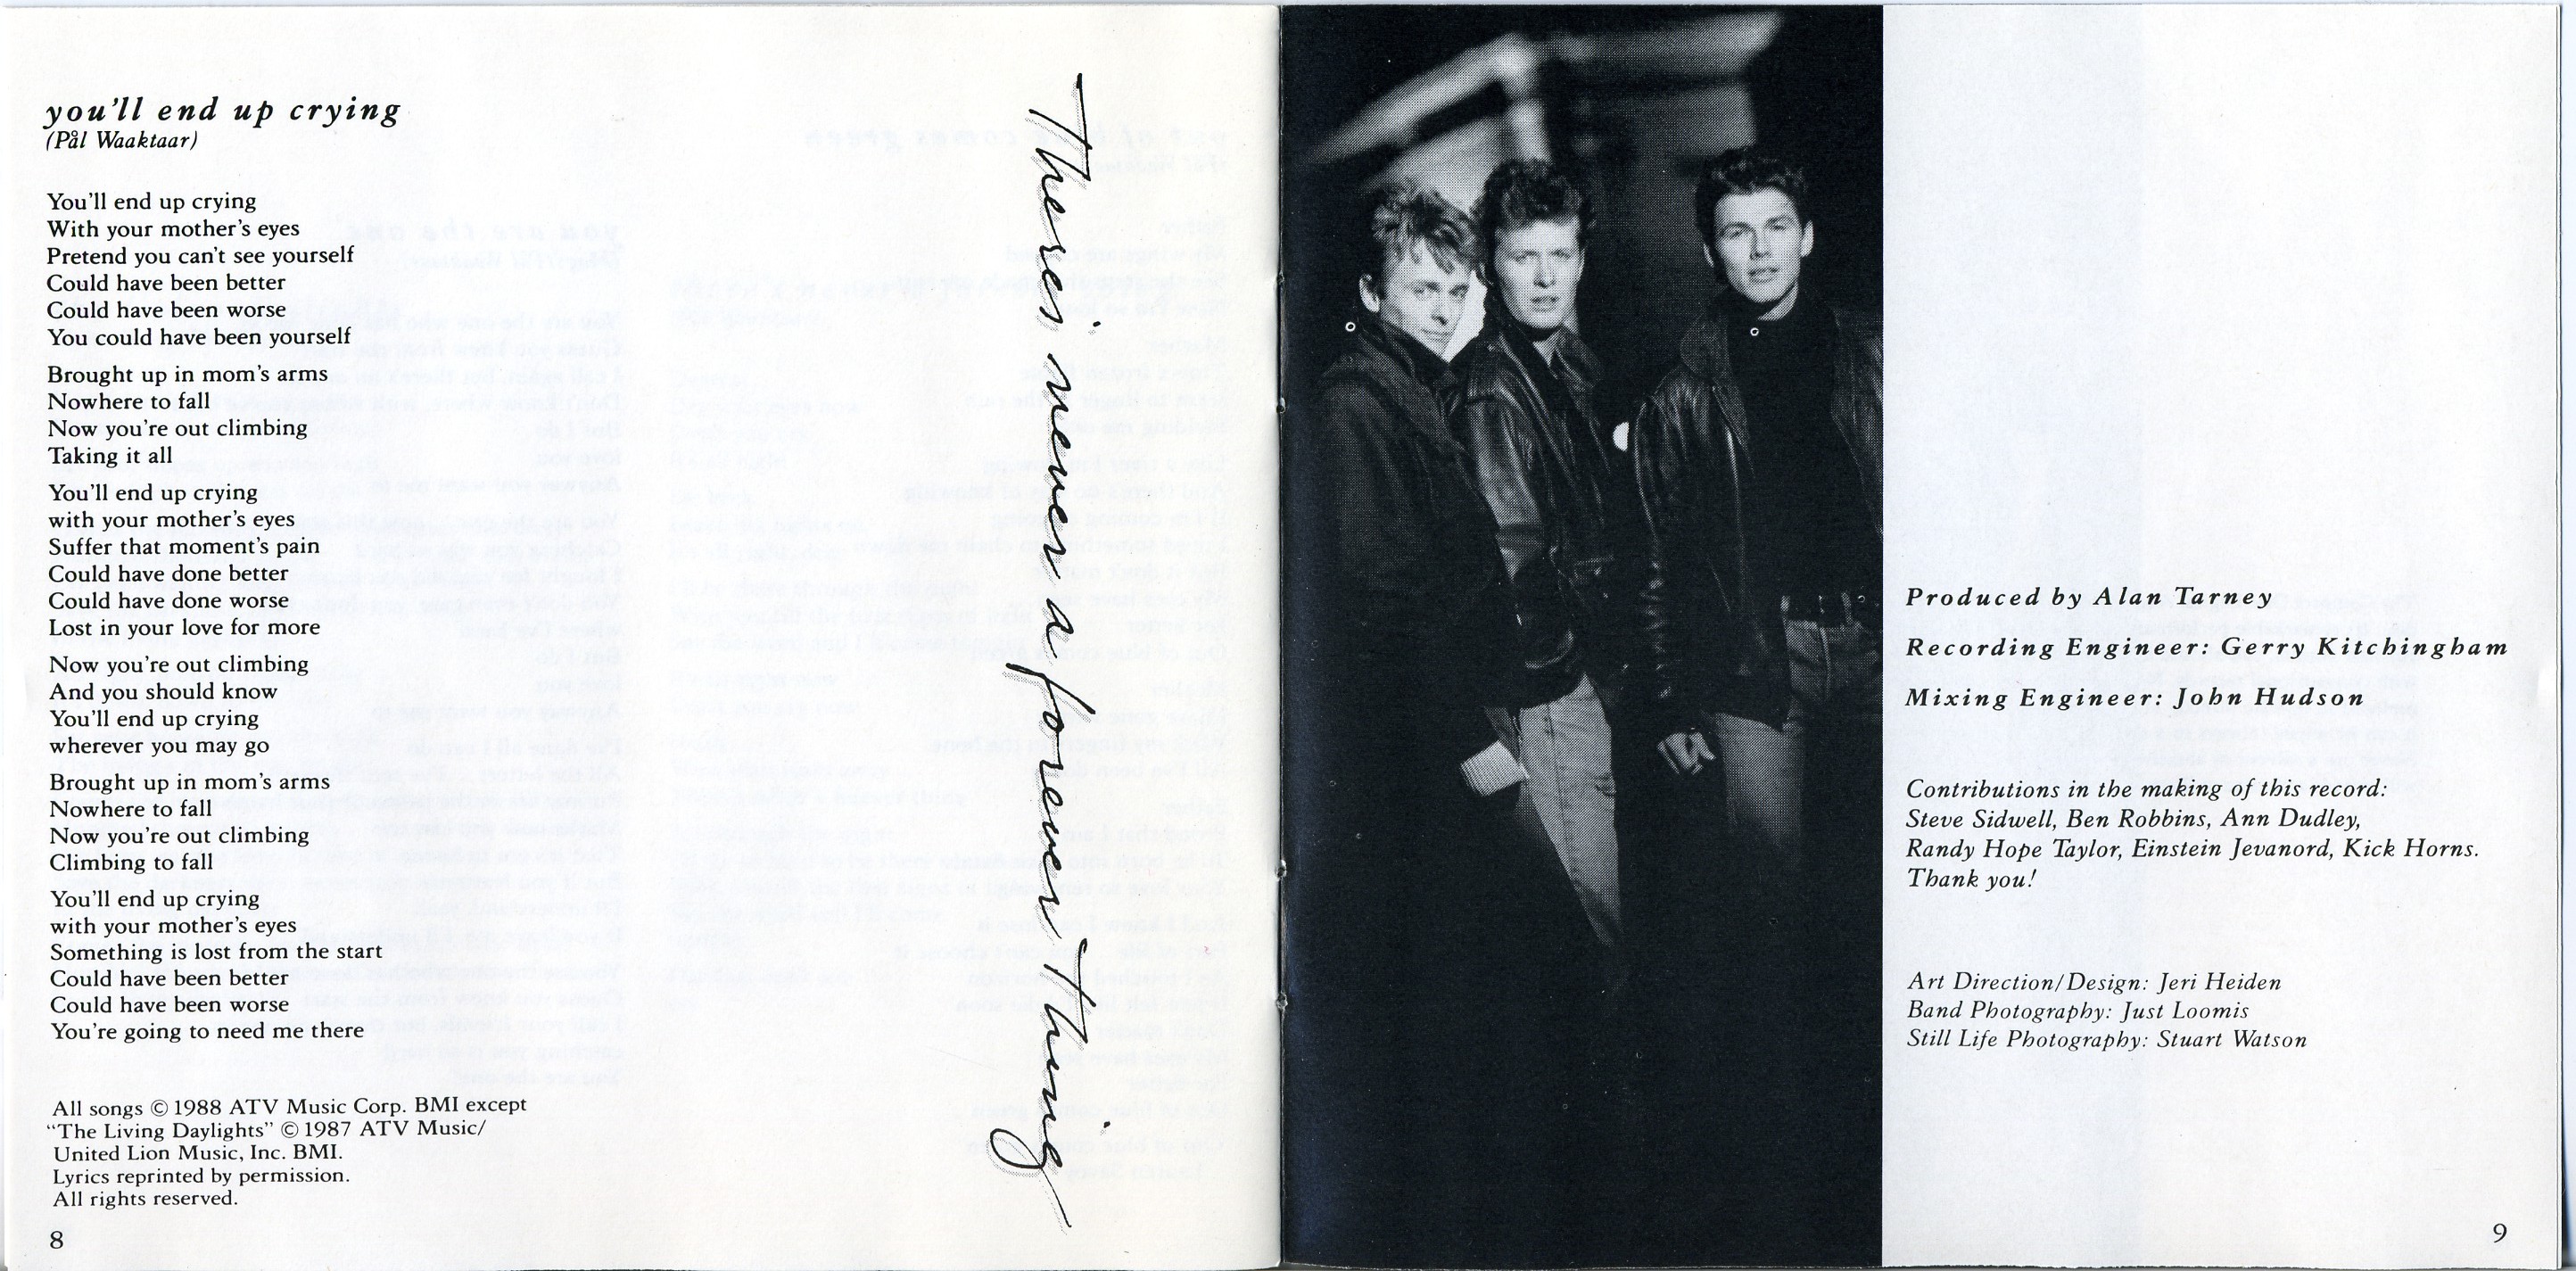 you'll end up crying
(Pål Waaktaar)
You'll end up crying
With your mother's eyes
Pretend you can't see yourself
Could have been better
Could have been worse
You could have been yourself
Brought up in mom's arms
Nowhere to fall
Now you're out climbing
Taking it all
You'll end up crying
with your mother's eyes
Suffer that moment's pain
Could have done better
Could have done worse
Lost in your love for more
Now you're out climbing
And you should know
You'll end up crying
wherever you may go
Brought up in mom's arms
Nowhere to fall
Now you're out climbing
Climbing to fall
You'll end up crying
with your mother's eyes
Something is lost from the start
Could have been better
Could have been worse
You're going to need me there
All songs © 1988 ATV Music Corp. BMI except
“The Living Daylights” © 1987 ATV Music/
United Lion Music, Inc. BMI.
Lyrics reprinted by permission.
All rights reserved.
8
There's never a forever thing
Produced by Alan Tarney
Recording Engineer: Gerry Kitchingham
Mixing Engineer: John Hudson
Contributions in the making of this record:
Steve Sidwell, Ben Robbins, Ann Dudley,
Randy Hope Taylor, Einstein Jevanord, Kick Horns.
Thank you!
Art Direction/Design: Jeri Heiden
Band Photography: Just Loomis
Still Life Photography: Stuart Watson
9